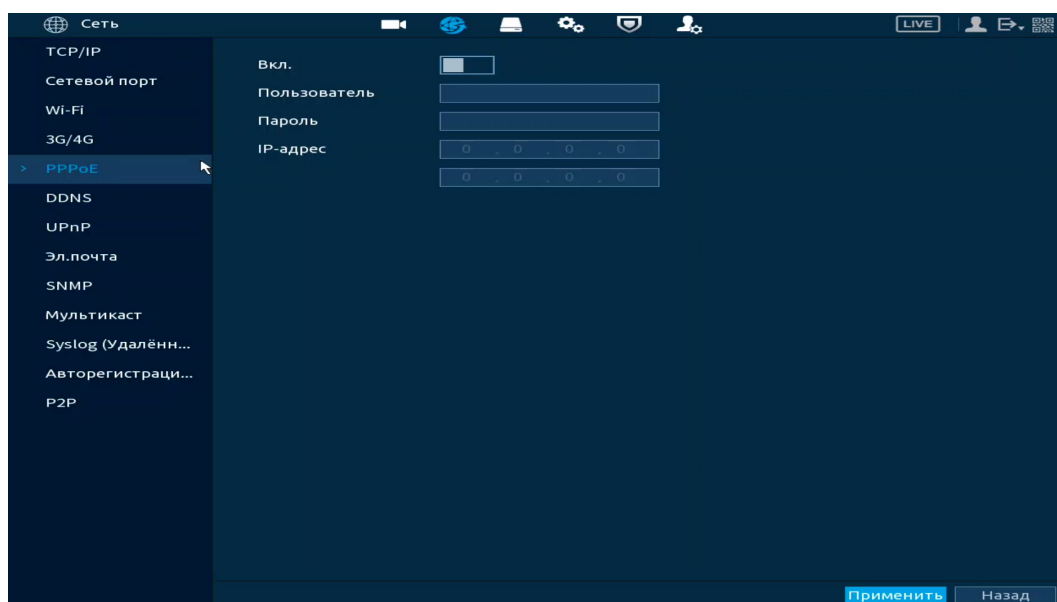 Сеть
LIVE
TCP/IP
Сетевой порт
Wi-Fi
3G/4G
> PPPoE
DDNS
UPnP
Эл.почта
SNMP
Мультикаст
Syslog (Удалённ...
Авторегистраци...
P2P
Вкл.
Пользователь
Пароль
IP-адрес
0 . 0 . 0 . 0
0 . 0 . 0 . 0
Применить
Назад